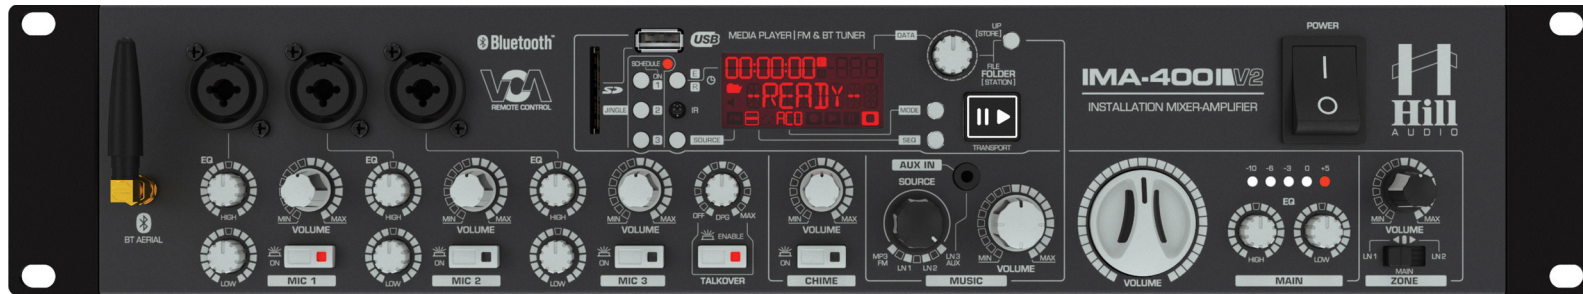 Bluetooth™
VCA
REMOTE CONTROL
USB
MEDIA PLAYER | FM & BT TUNER
DATA
UP
[STORE]
FILE
FOLDER
[STATION]
SCHEDULE
ON
1
2
3
E
R
IR
SD
JINGLE
SOURCE
00:00:00
--READY--
ACO
MODE
SEQ
TRANSPORT
IMA-400 V2
INSTALLATION MIXER-AMPLIFIER
POWER
Hill
AUDIO
BT AERIAL
EQ
HIGH
LOW
MIN
MAX
VOLUME
ON
MIC 1
EQ
HIGH
LOW
MIN
MAX
VOLUME
ON
MIC 2
EQ
HIGH
LOW
MIN
MAX
VOLUME
ON
MIC 3
OFF
DPG
MAX
ENABLE
TALKOVER
MIN
MAX
VOLUME
ON
CHIME
AUX IN
SOURCE
MP3
FM
LN 1
LN 2
LN 3
AUX
MIN
MAX
VOLUME
MUSIC
VOLUME
-10
-6
-3
0
+5
EQ
HIGH
LOW
MAIN
MIN
MAX
VOLUME
LN 1
MAIN
LN 2
ZONE